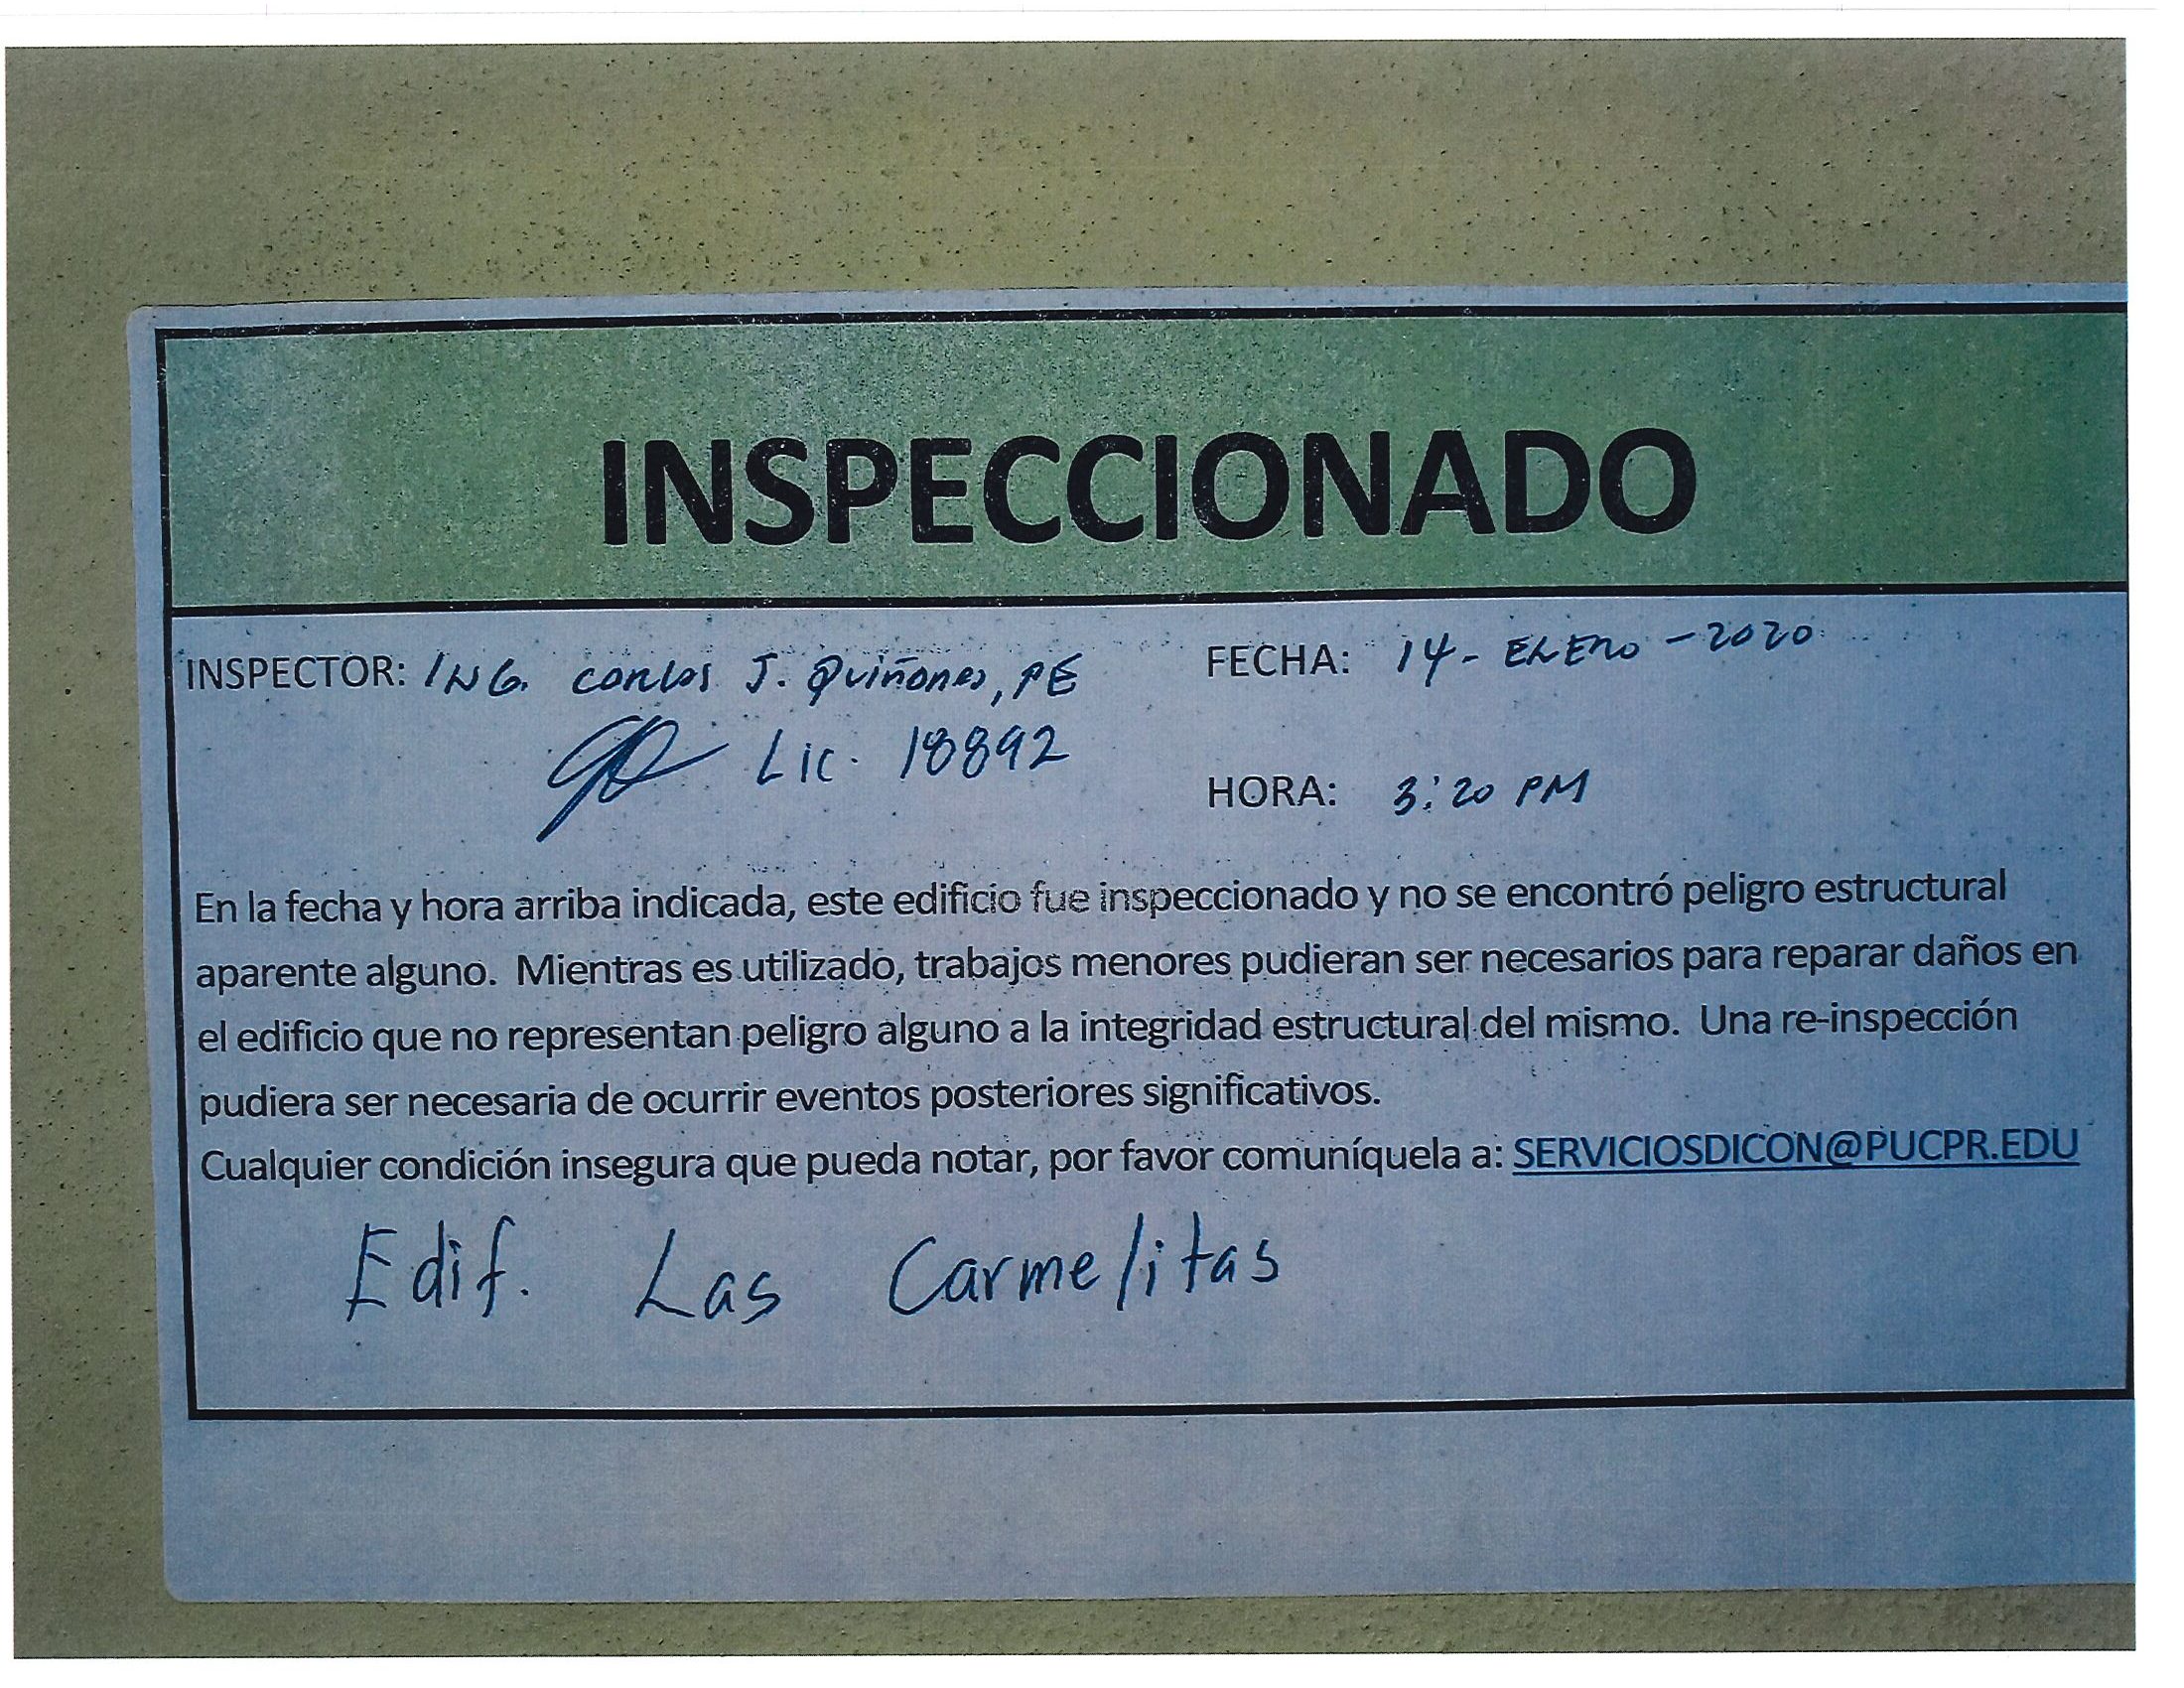 INSPECCIONADO
INSPECTOR: ING. Carlos J. Quiñones, PE
Lic. 18892
FECHA: 14-ENERO-2020
HORA: 3:20 PM
En la fecha y hora arriba indicada, este edificio fue inspeccionado y no se encontró peligro estructural
aparente alguno. Mientras es utilizado, trabajos menores pudieran ser necesarios para reparar daños en
el edificio que no representan peligro alguno a la integridad estructural del mismo. Una re-inspección
pudiera ser necesaria de ocurrir eventos posteriores significativos.
Cualquier condición insegura que pueda notar, por favor comuníquela a: SERVICIOSDICON@PUCPR.EDU
Edif. Las Carmelitas